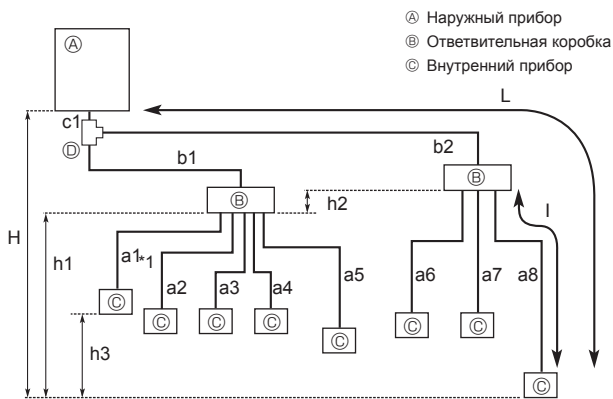 Ⓐ Наружный прибор
Ⓑ Ответвительная коробка
Ⓒ Внутренний прибор
Ⓐ
L
c1
Ⓓ
b1
b2
Ⓑ
Ⓑ
h2
l
H
h1
a1*1
a2
a3
a4
a5
a6
a7
a8
Ⓒ
Ⓒ
Ⓒ
Ⓒ
Ⓒ
Ⓒ
Ⓒ
h3
Ⓒ